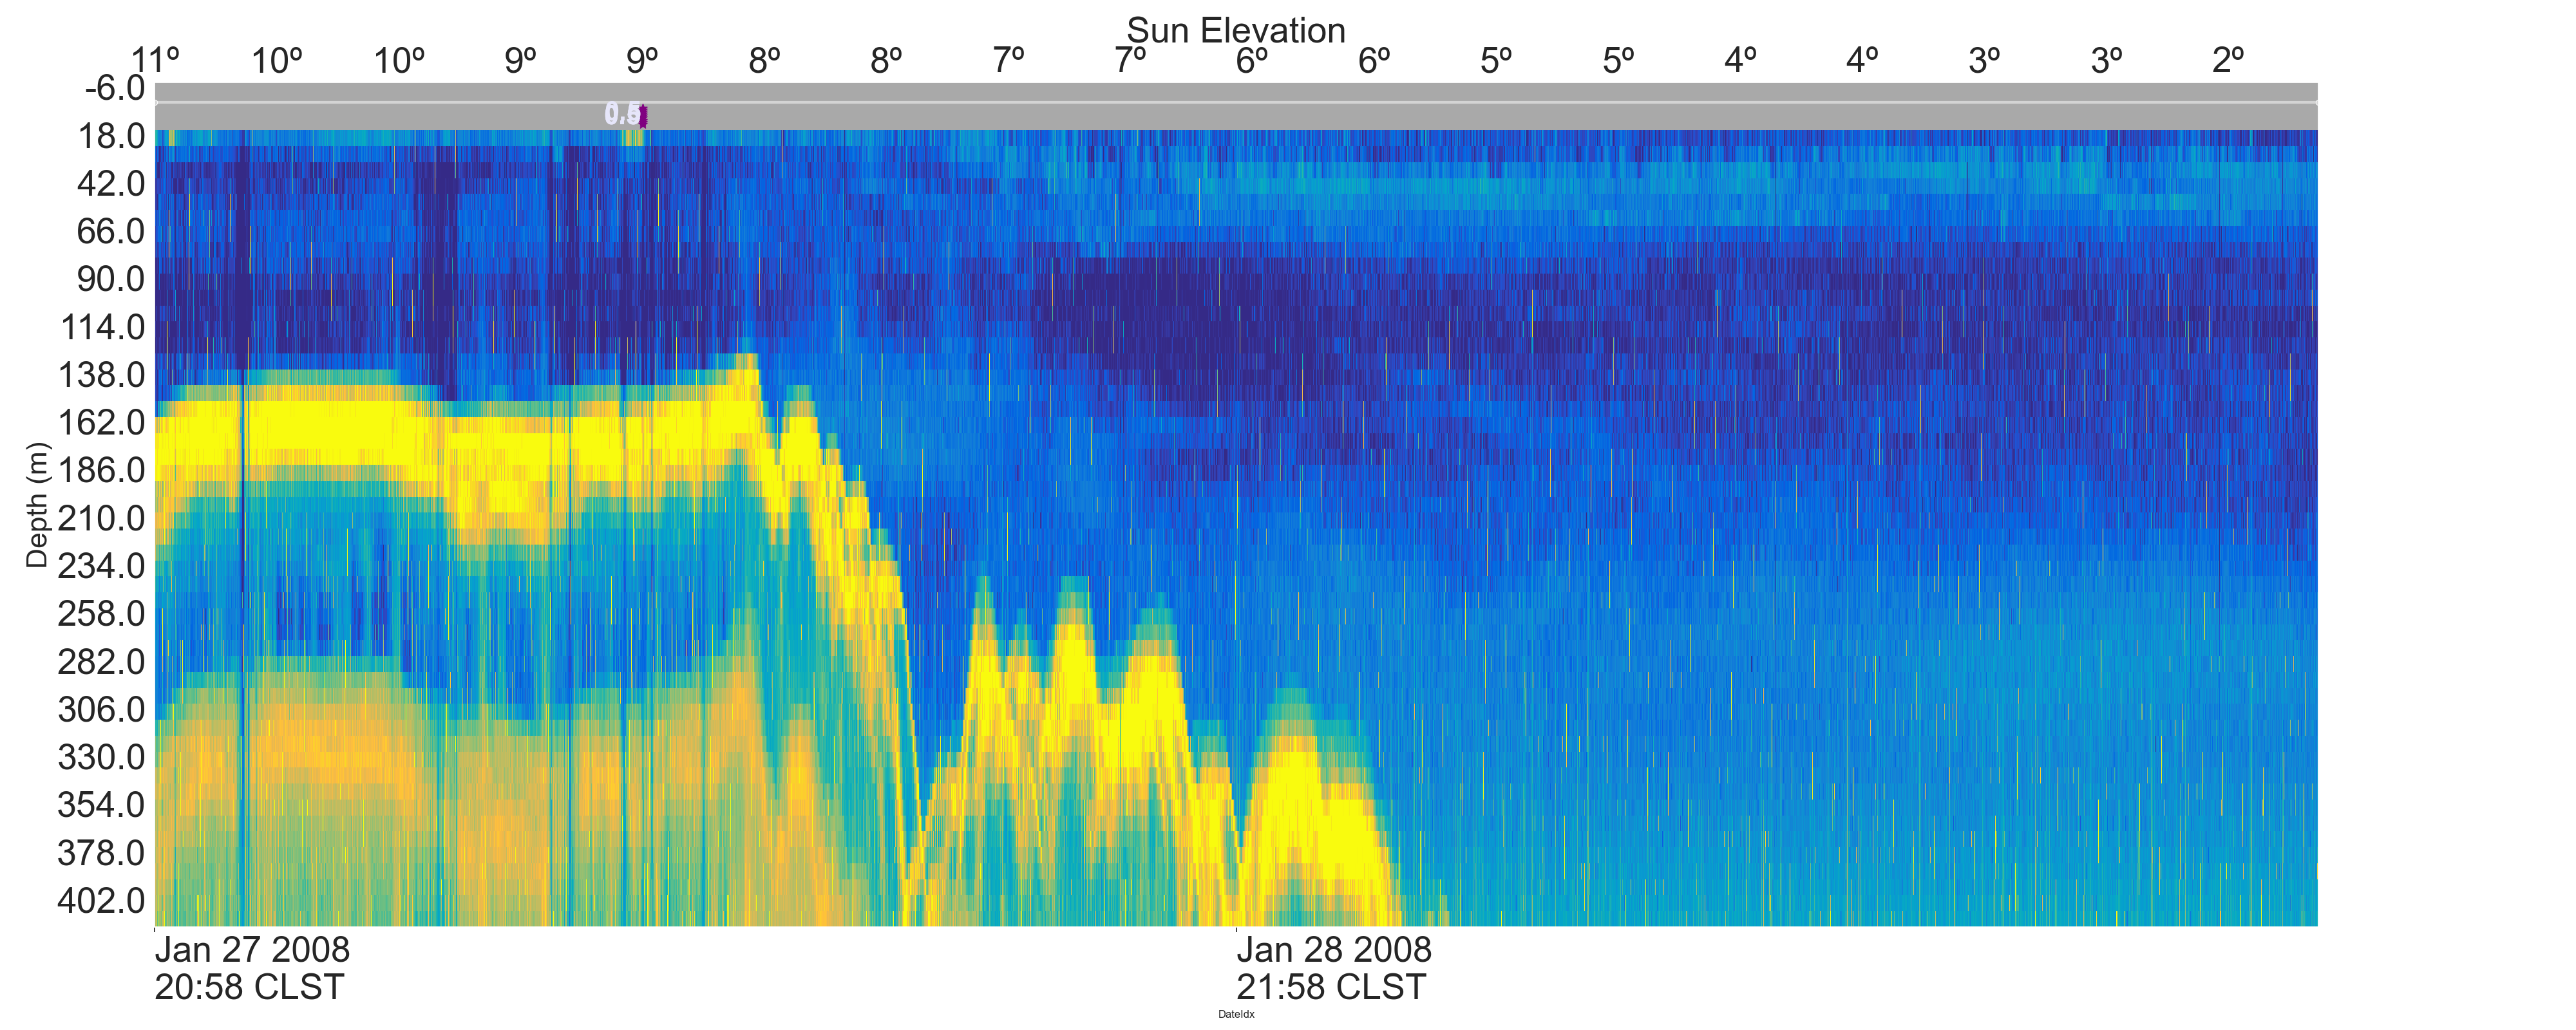 Sun Elevation
11º 10º 10º 9º 9º 8º 8º 7º 7º 6º 6º 5º 5º 4º 4º 3º 3º 2º
-6.0
18.0
42.0
66.0
90.0
114.0
138.0
162.0
186.0
210.0
234.0
258.0
282.0
306.0
330.0
354.0
378.0
402.0
Depth (m)
Jan 27 2008
20:58 CLST
Jan 28 2008
21:58 CLST
DateIdx